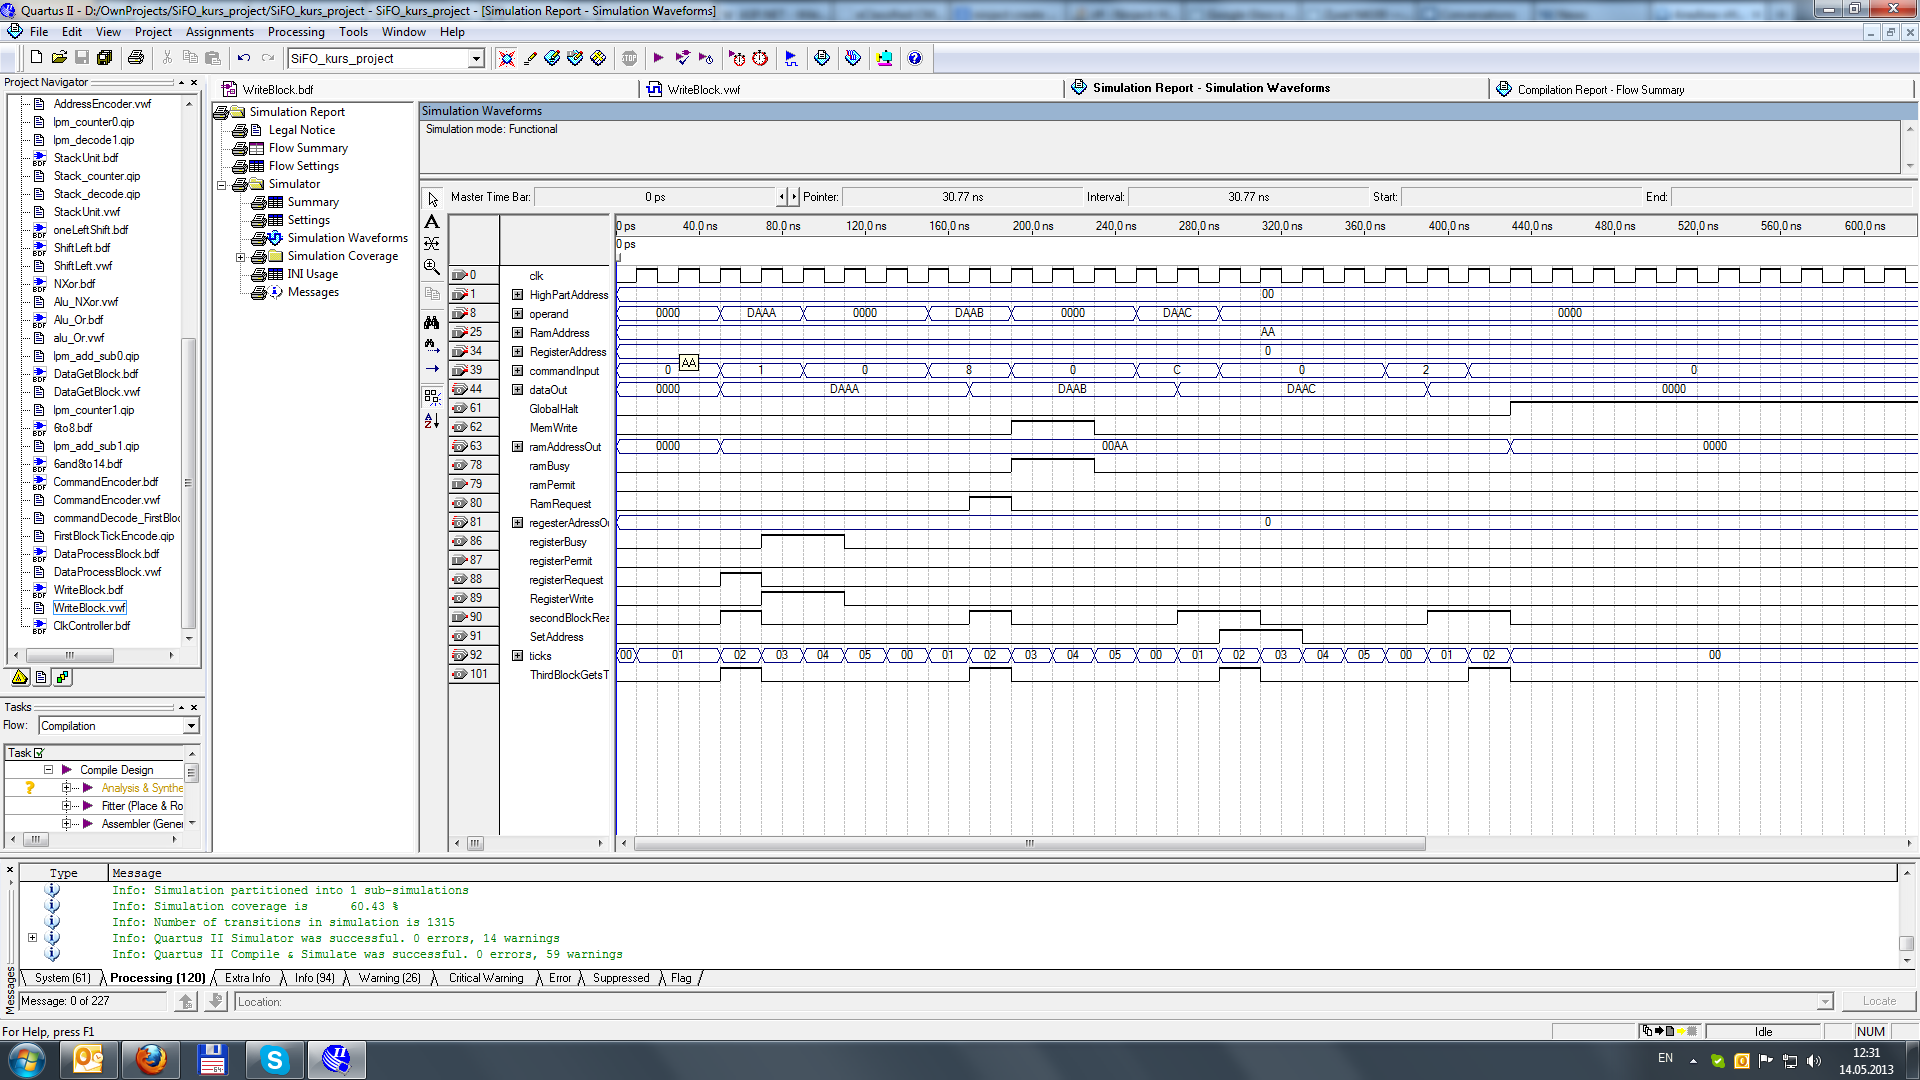 Quartus II - D:/OwnProjects/SiFO_kurs_project/SiFO_kurs_project - SiFO_kurs_project - [Simulation Report - Simulation Waveforms]
File Edit View Project Assignments Processing Tools Window Help
SiFO_kurs_project
Project Navigator
AddressEncoder.vwf
lpm_counter0.qip
lpm_decode1.qip
StackUnit.bdf
Stack_counter.qip
Stack_decode.qip
StackUnit.vwf
oneLeftShift.bdf
ShiftLeft.bdf
ShiftLeft.vwf
NXor.bdf
Alu_NXor.vwf
Alu_Or.bdf
alu_Or.vwf
lpm_add_sub0.qip
DataGetBlock.bdf
DataGetBlock.vwf
lpm_counter1.qip
6to8.bdf
lpm_add_sub1.qip
6and8to14.bdf
CommandEncoder.bdf
CommandEncoder.vwf
commandDecode_FirstBloc
FirstBlockTickEncode.qip
DataProcessBlock.bdf
DataProcessBlock.vwf
WriteBlock.bdf
WriteBlock.vwf
ClkController.bdf
Tasks
Flow: Compilation
Task
Compile Design
Analysis & Synthe
Fitter (Place & Ro
Assembler (Gener
WriteBlock.bdf
WriteBlock.vwf
Simulation Report - Simulation Waveforms
Compilation Report - Flow Summary
Simulation Report
Legal Notice
Flow Summary
Flow Settings
Simulator
Summary
Settings
Simulation Waveforms
Simulation Coverage
INI Usage
Messages
Simulation Waveforms
Simulation mode: Functional
Master Time Bar: 0 ps Pointer: 30.77 ns Interval: 30.77 ns Start: End:
0 ps 40.0 ns 80.0 ns 120.0 ns 160.0 ns 200.0 ns 240.0 ns 280.0 ns 320.0 ns 360.0 ns 400.0 ns 440.0 ns 480.0 ns 520.0 ns 560.0 ns 600.0 ns
0 ps
0 clk
1 HighPartAddress 00
8 operand 0000 DAAA 0000 DAAB 0000 DAAC 0000
25 RamAddress AA
34 RegisterAddress 0
AA
39 commandInput 0 1 0 8 0 C 0 2 0
44 dataOut 0000 DAAA DAAB DAAC 0000
61 GlobalHalt
62 MemWrite
63 ramAddressOut 0000 00AA 0000
78 ramBusy
79 ramPermit
80 RamRequest
81 regesterAdressOu 0
86 registerBusy
87 registerPermit
88 registerRequest
89 RegisterWrite
90 secondBlockRea
91 SetAddress
92 ticks 00 01 02 03 04 05 00 01 02 03 04 05 00 01 02 03 04 05 00 01 02 00
101 ThirdBlockGetsT
Type Message
Info: Simulation partitioned into 1 sub-simulations
Info: Simulation coverage is 60.43 %
Info: Number of transitions in simulation is 1315
Info: Quartus II Simulator was successful. 0 errors, 14 warnings
Info: Quartus II Compile & Simulate was successful. 0 errors, 59 warnings
System (61) Processing (120) Extra Info Info (94) Warning (26) Critical Warning Error Suppressed Flag
Messages
Message: 0 of 227 Location: Locate
For Help, press F1 Idle NUM
EN 12:31
14.05.2013